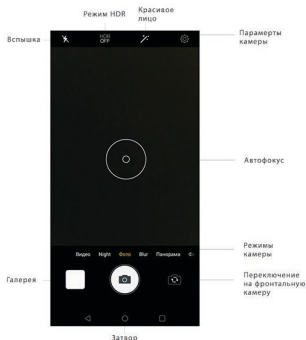 Режим HDR
Красивое
лицо
Вспышка
HDR
OFF
Параметры
камеры
Автофокус
Видео Night Фото Blur Панорама
Режимы
камеры
Галерея
Переключение
на фронтальную
камеру
Затвор